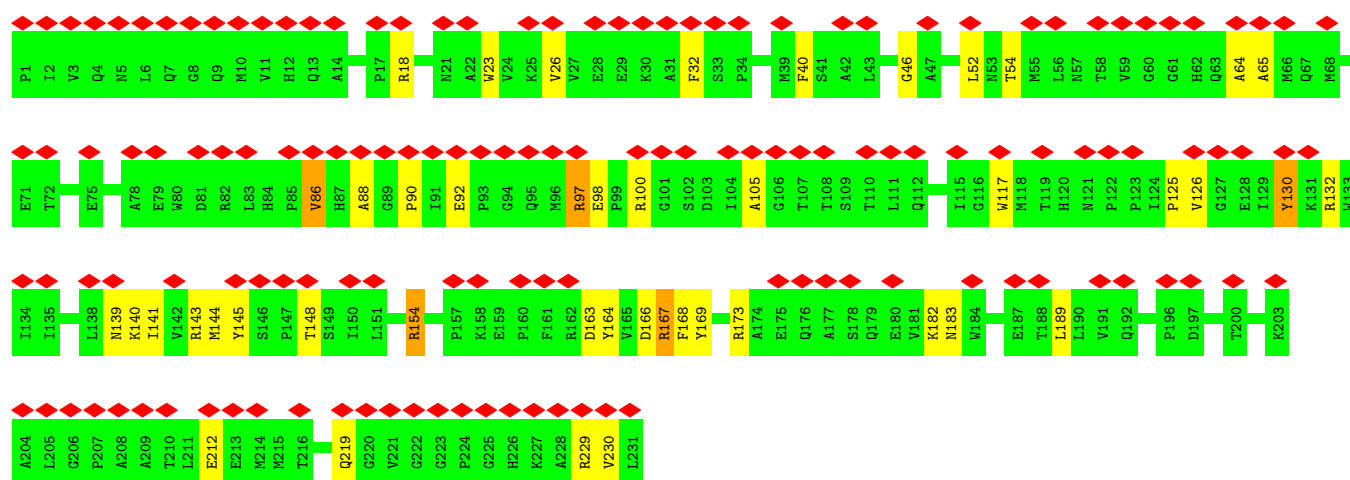 P1 I2 V3 Q4 N5 L6 Q7 G8 Q9 M10 V11 H12 Q13 A14 P17 R18 N21 A22 W23 V24 K25 V26 V27 E28 E29 K30 A31 F32 S33 P34 M39 F40 S41 A42 L43 G46 A47 L52 N53 T54 M55 L56 N57 T58 V59 G60 G61 H62 Q63 A64 A65 M66 Q67 M68
E71 T72 E75 A78 E79 W80 D81 R82 L83 H84 P85 V86 H87 A88 G89 P90 I91 E92 P93 G94 Q95 M96 R97 E98 P99 R100 G101 S102 D103 I104 A105 G106 T107 T108 S109 T110 L111 Q112 I115 G116 W117 M118 T119 H120 N121 P122 P123 I124 P125 V126 G127 E128 I129 Y130 K131 R132 W133
I134 I135 L138 N139 K140 I141 V142 R143 M144 Y145 S146 P147 T148 S149 I150 L151 R154 P157 K158 E159 P160 F161 R162 D163 Y164 V165 D166 R167 F168 Y169 R173 A174 E175 Q176 A177 S178 Q179 E180 V181 K182 N183 W184 E187 T188 L189 L190 V191 Q192 P196 D197 T200 K203
A204 L205 G206 P207 A208 A209 T210 L211 E212 E213 M214 M215 T216 Q219 G220 V221 G222 G223 P224 G225 H226 K227 A228 R229 V230 L231